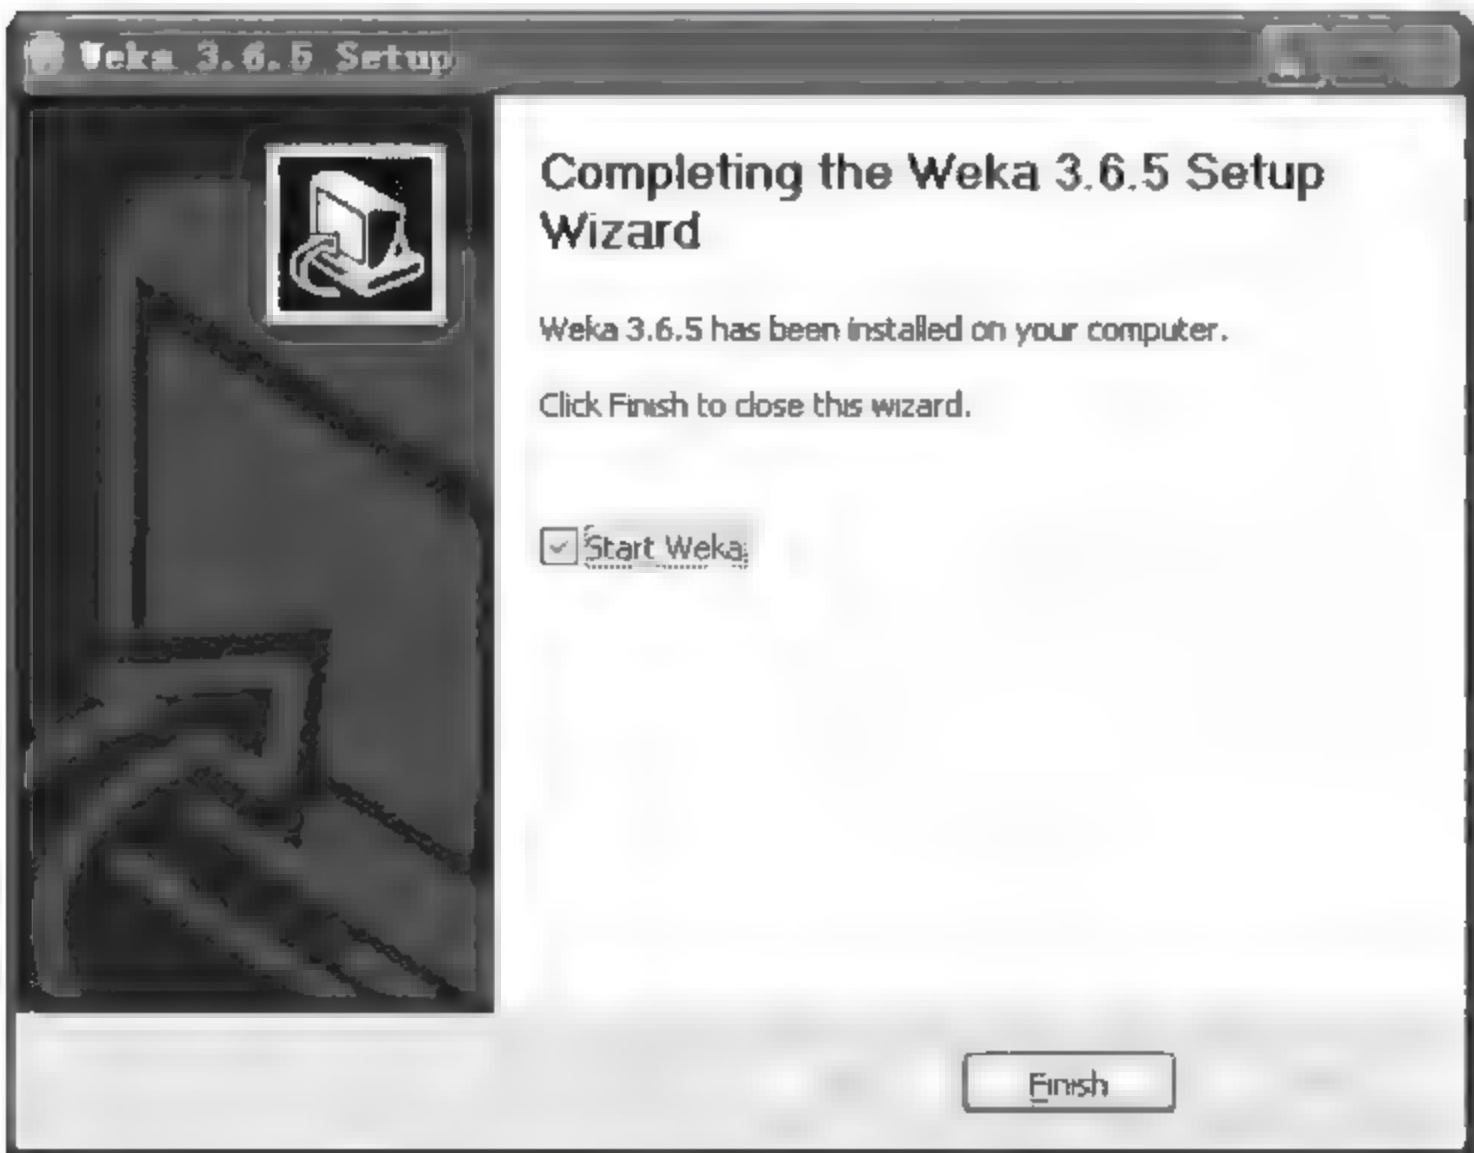 Weka 3.6.5 Setup
Completing the Weka 3.6.5 Setup
Wizard
Weka 3.6.5 has been installed on your computer.
Click Finish to close this wizard.
Start Weka
Finish